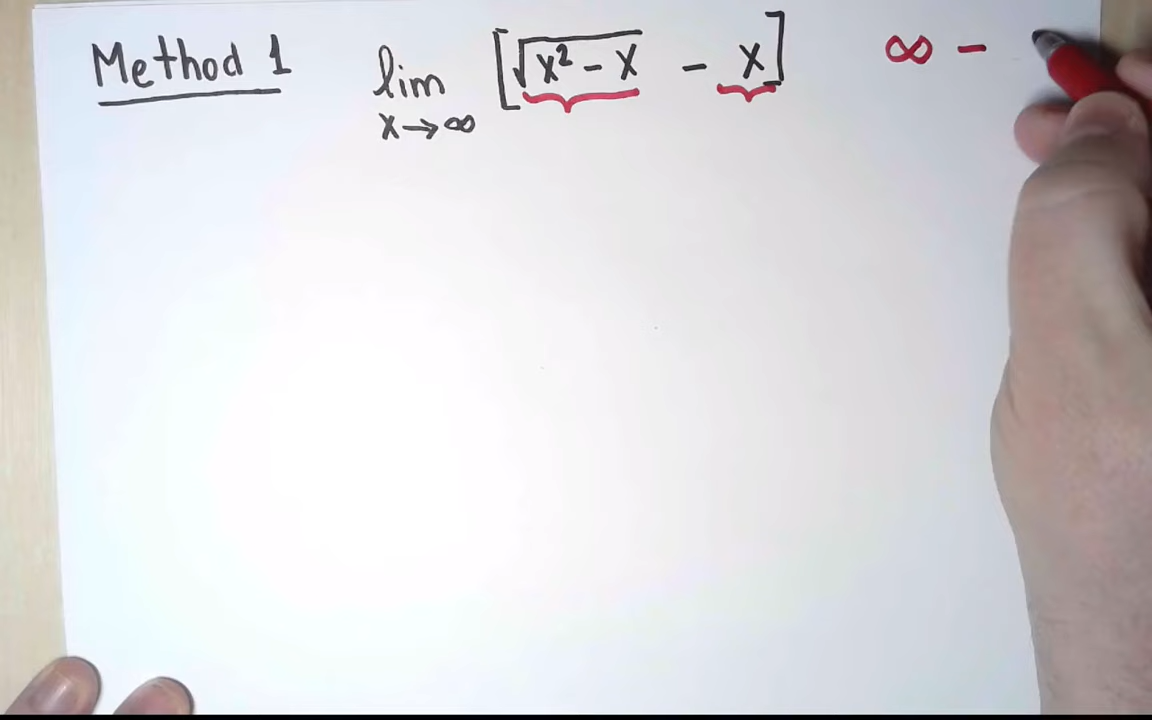 Method 1 lim [√x² - x - x] ∞ -
x→∞